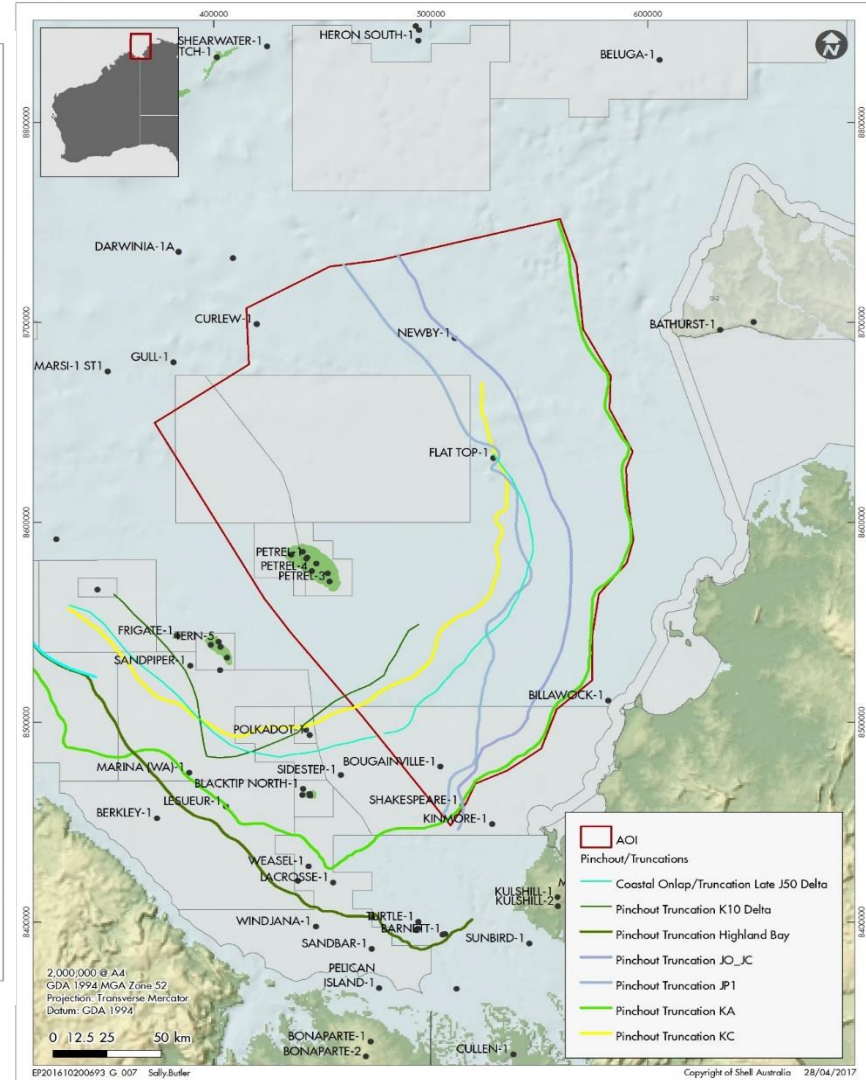 400000
500000
600000
SHEARWATER-1
TCH-1
HERON SOUTH-1
BELUGA-1
8800000
8800000
DARWINIA-1A
CURLEW-1
NEWBY-1
BATHURST-1
8700000
8700000
GULL-1
MARSI-1 ST1
FLAT TOP-1
8600000
8600000
PETREL-1
PETREL-4
PETREL-3
FRIGATE-1
TERN-5
SANDPIPER-1
BILLAWOCK-1
8500000
8500000
POLKADOT-1
BOUGAINVILLE-1
SIDESTEP-1
MARINA (WA)-1
BLACKTIP NORTH-1
LESUEUR-1
BERKLEY-1
SHAKESPEARE-1
KINMORE-1
WEASEL-1
LACROSSE-1
KULSHILL-1
KULSHILL-2
M
8400000
8400000
TURTLE-1
BARNETT-1
WINDJANA-1
SANDBAR-1
SUNBIRD-1
PELICAN
ISLAND-1
BONAPARTE-1
BONAPARTE-2
CULLEN-1
AOI
Pinchout/Truncations
Coastal Onlap/Truncation Late J50 Delta
Pinchout Truncation K10 Delta
Pinchout Truncation Highland Bay
Pinchout Truncation JO_JC
Pinchout Truncation JP1
Pinchout Truncation KA
Pinchout Truncation KC
2,000,000 @ A4
GDA 1994 MGA Zone 52
Projection: Transverse Mercator
Datum: GDA 1994
0 12.5 25 50 km
EP201610200693 G 007 Sally.Butler
Copyright of Shell Australia 28/04/2017